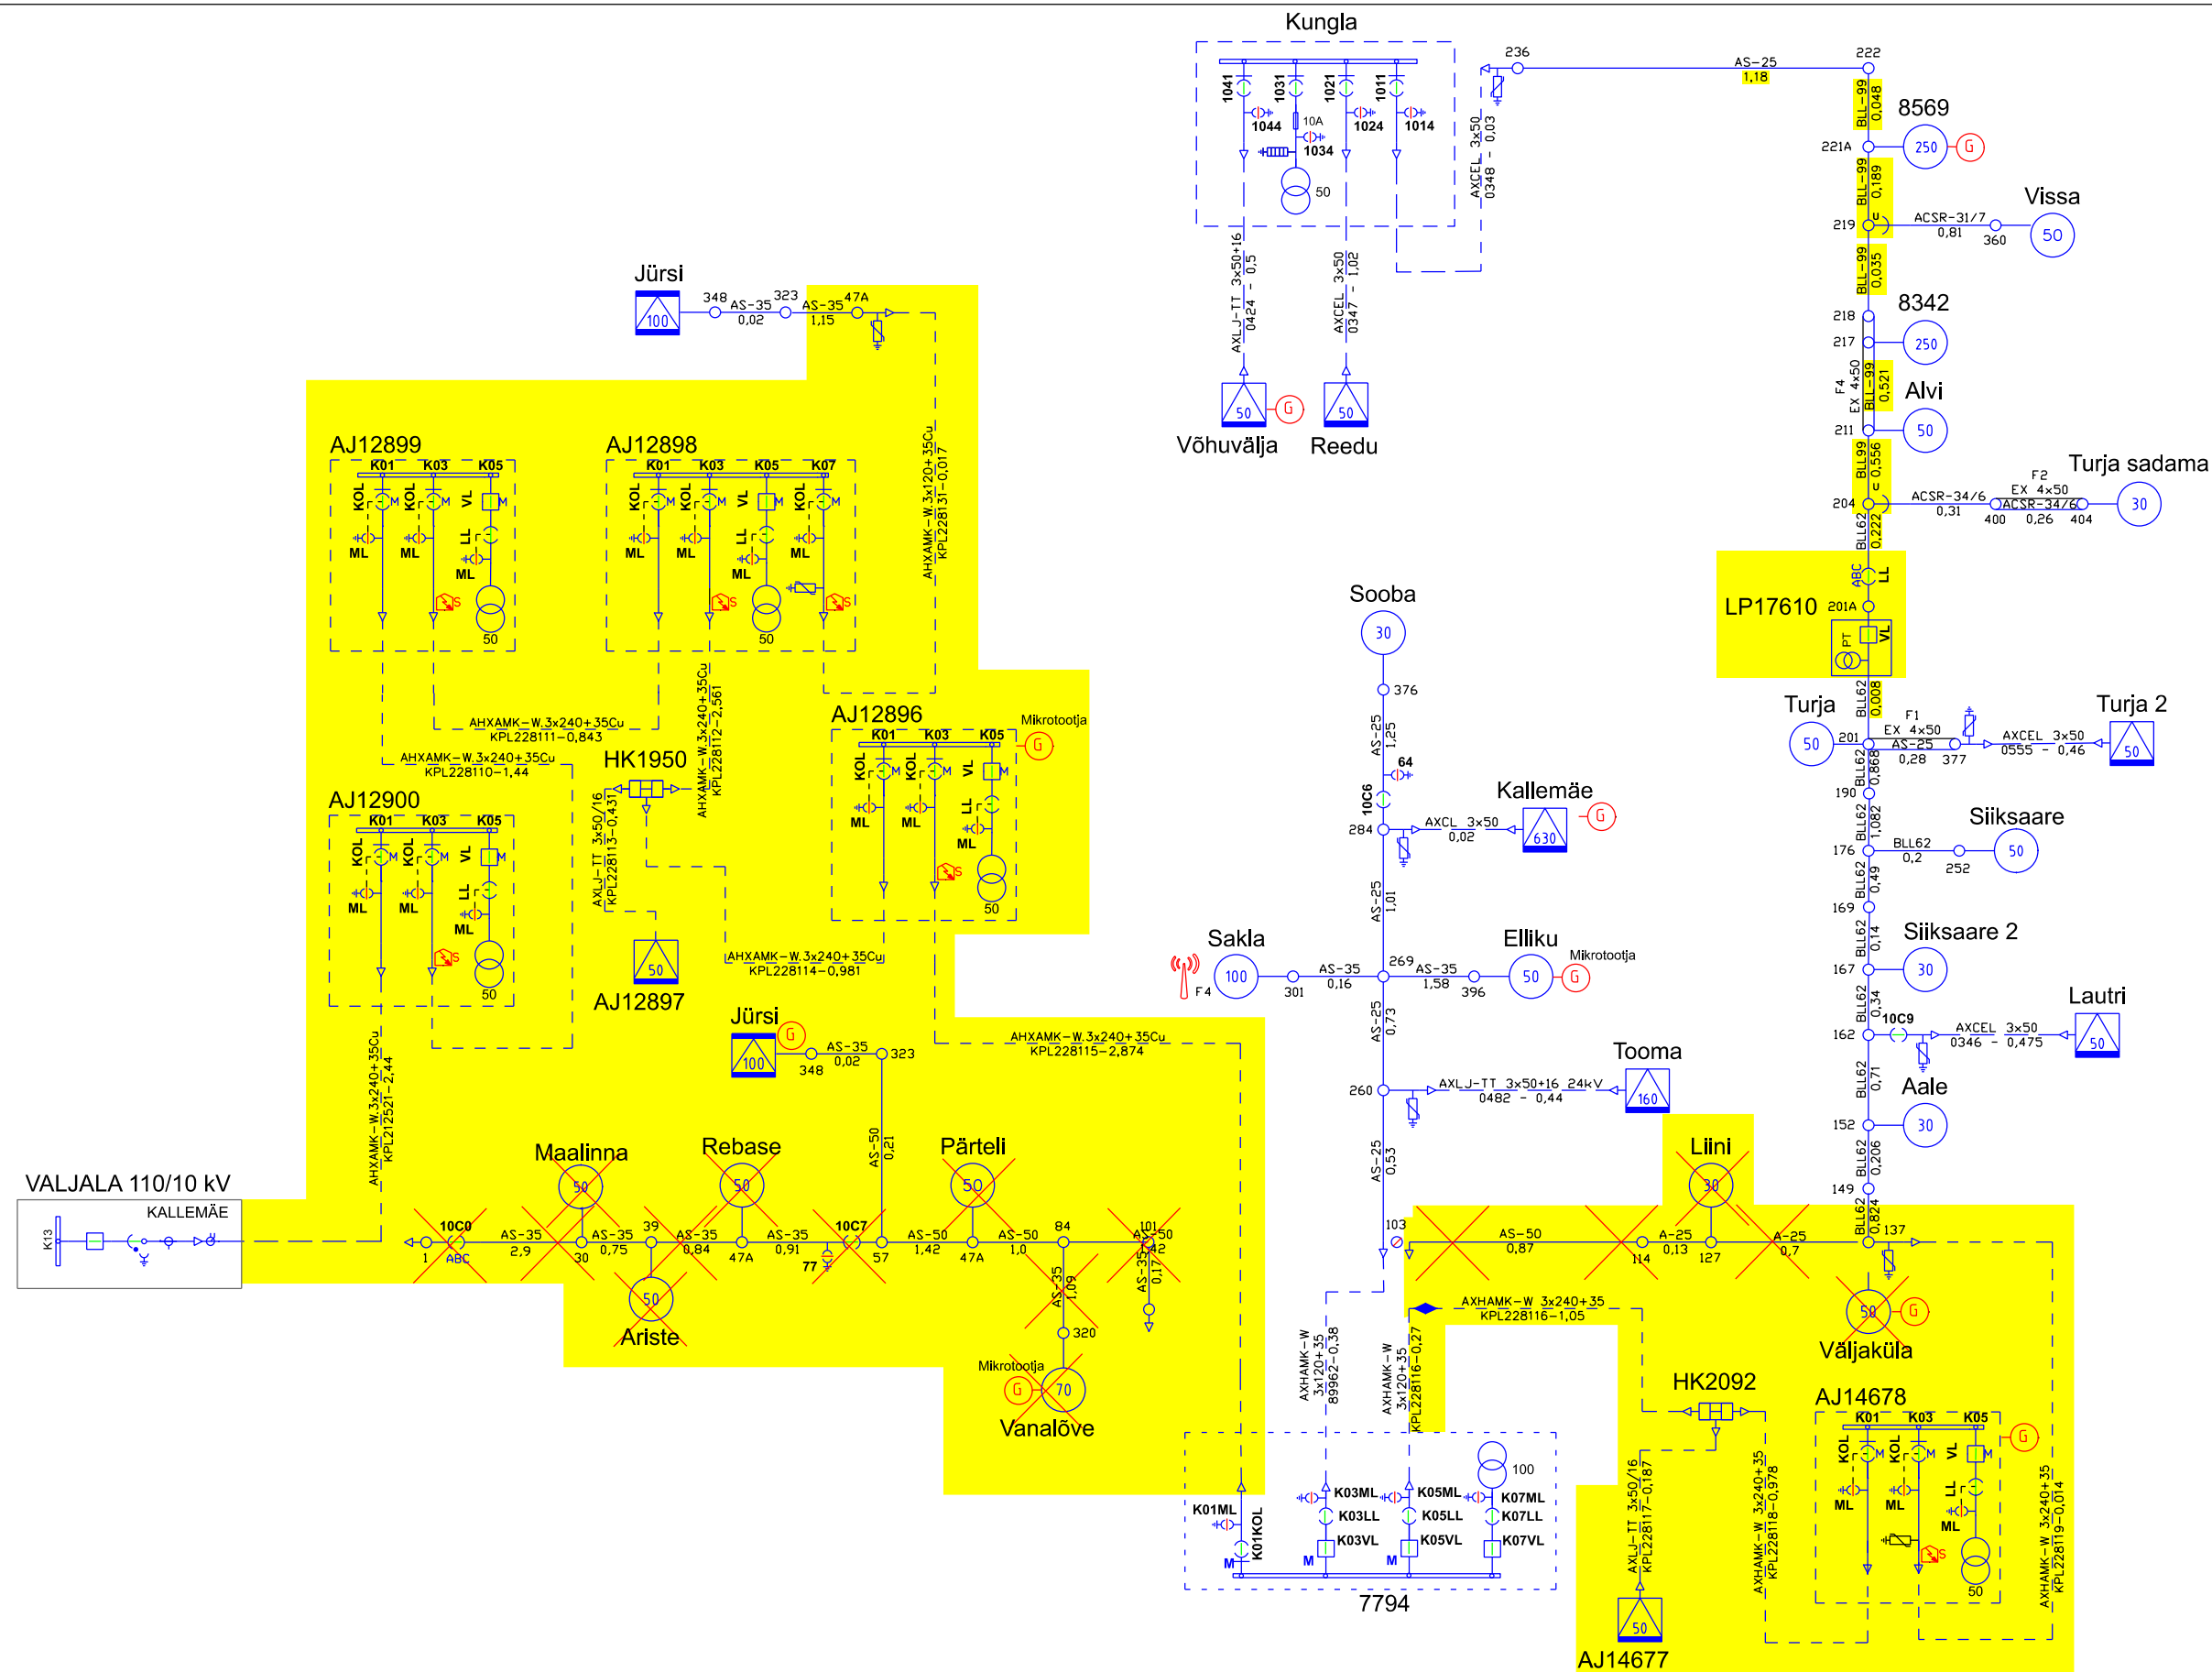 Kungla
1041
1031
1021
1011
1044
10A
1034
1024
1014
50
236
AS-25
1,18
222
AXCEL 3x50
0348 - 0,03
BLL-99
0,048
8569
221A
250
G
BLL-99
0,189
Vissa
219
u
ACSR-31/7
0,81
360
50
BLL-99
0,035
8342
218
217
250
F4
EX 4x50
BLL-99
0,521
Alvi
211
50
BLL99
0,556
Turja sadama
204
u
ACSR-34/6
0,31
F2
EX 4x50
ACSR-34/6
400
0,26
404
30
BLL62
0,222
ABC
LL
LP17610
201A
PT
VL
BLL62
0,008
AXLJ-TT 3x50+16
0424 - 0,5
AXCEL 3x50
0347 - 1,02
50
G
50
Võhuvälja
Reedu
Jürsi
100
348
AS-35
0,02
323
AS-35
1,15
47A
AHXAMK-W.3x120+35Cu
KPL228131-0,017
AJ12899
K01
K03
K05
KOL
M
KOL
M
VL
M
ML
ML
LL
ML
S
50
AJ12898
K01
K03
K05
K07
KOL
M
KOL
M
VL
M
KOL
M
ML
ML
LL
ML
ML
S
S
50
AHXAMK-W.3x240+35Cu
KPL228111-0,843
AHXAMK-W.3x240+35Cu
KPL228110-1,44
AHXAMK-W.3x240+35Cu
KPL228112-2,561
HK1950
AXLJ-TT 3x50/16
KPL228113-0,431
AJ12896
Mikrotootja
G
K01
K03
K05
KOL
M
KOL
M
VL
M
ML
ML
LL
ML
S
50
AJ12900
K01
K03
K05
KOL
M
KOL
M
VL
M
ML
ML
LL
ML
S
50
50
AJ12897
AHXAMK-W.3x240+35Cu
KPL228114-0,981
AHXAMK-W.3x240+35Cu
KPL212521-2,44
AHXAMK-W.3x240+35Cu
KPL228115-2,874
Jürsi
G
100
348
AS-35
0,02
323
AS-50
0,21
Sooba
30
376
AS-25
1,25
64
10C6
284
AXCL 3x50
0,02
Kallemäe
630
G
AS-25
1,01
Sakla
F4
100
301
AS-35
0,16
269
AS-35
1,58
396
Elliku
50
Mikrotootja
G
AS-25
0,73
260
AXLJ-TT 3x50+16 24kV
0482 - 0,44
Tooma
160
AS-25
0,53
Turja
50
201
F1
EX 4x50
AS-25
0,28
377
AXCEL 3x50
0555 - 0,46
Turja 2
50
BLL62
0,868
190
BLL62
1,082
176
BLL62
0,2
252
Siiksaare
50
BLL62
0,49
169
BLL62
0,14
Siiksaare 2
167
30
BLL62
0,34
162
10C9
AXCEL 3x50
0346 - 0,475
Lautri
50
BLL62
0,71
Aale
152
30
BLL62
0,206
149
BLL62
0,824
137
VALJALA 110/10 kV
KALLEMÄE
K13
1
10C0
ABC
AS-35
2,9
Maalinna
50
30
AS-35
0,75
39
50
Ariste
AS-35
0,84
Rebase
50
47A
AS-35
0,91
10C7
77
57
AS-50
1,42
Pärteli
50
47A
AS-50
1,0
84
AS-35
1,09
320
Mikrotootja
G
70
Vanalõve
101
AS-50
1,42
AS-35
0,17
103
AS-50
0,87
114
A-25
0,13
127
Liini
30
A-25
0,7
50
G
Väljaküla
AXHAMK-W 3x240+35
KPL228116-1,05
AXHAMK-W
3x120+35
89962-0,38
AXHAMK-W
3x120+35
KPL228116-0,27
HK2092
AXLJ-TT 3x50/16
KPL228117-0,187
AXHAMK-W 3x240+35
KPL228118-0,978
AXHAMK-W 3x240+35
KPL228119-0,014
AJ14678
G
K01
K03
K05
KOL
M
KOL
M
VL
M
ML
ML
LL
ML
S
50
50
AJ14677
K01ML
K01KOL
M
K03ML
K03LL
K03VL
M
K05ML
K05LL
K05VL
M
100
K07ML
K07LL
K07VL
7794